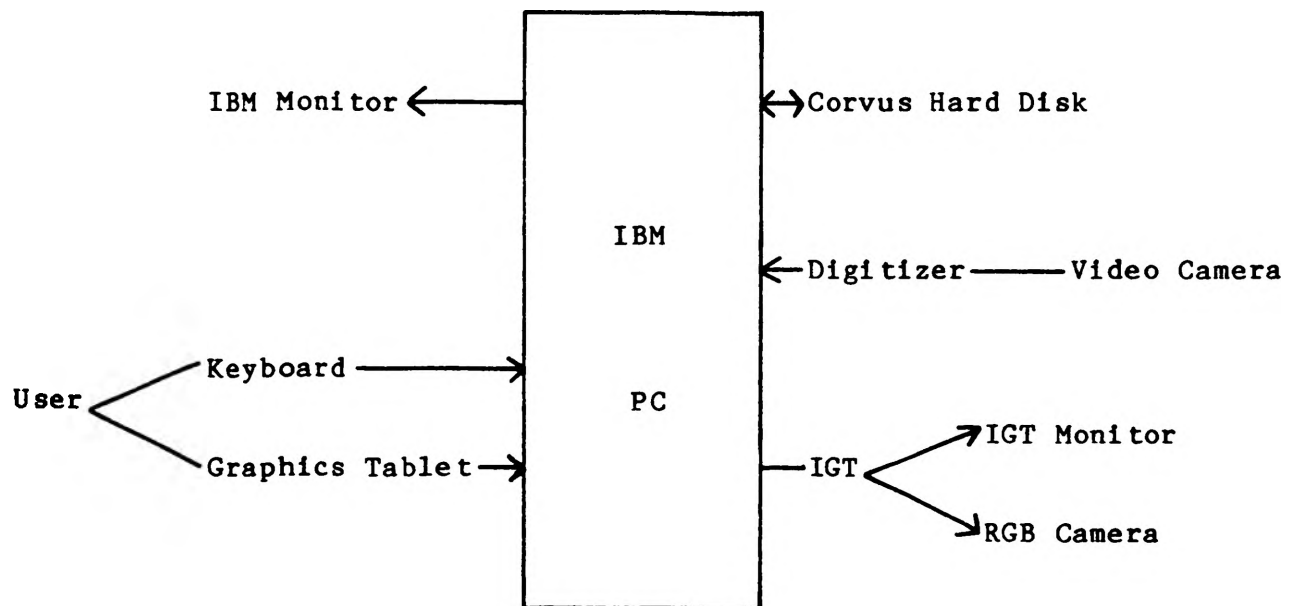 IBM Monitor
Corvus Hard Disk
IBM
Digitizer
Video Camera
Keyboard
User
PC
Graphics Tablet
IGT
IGT Monitor
RGB Camera